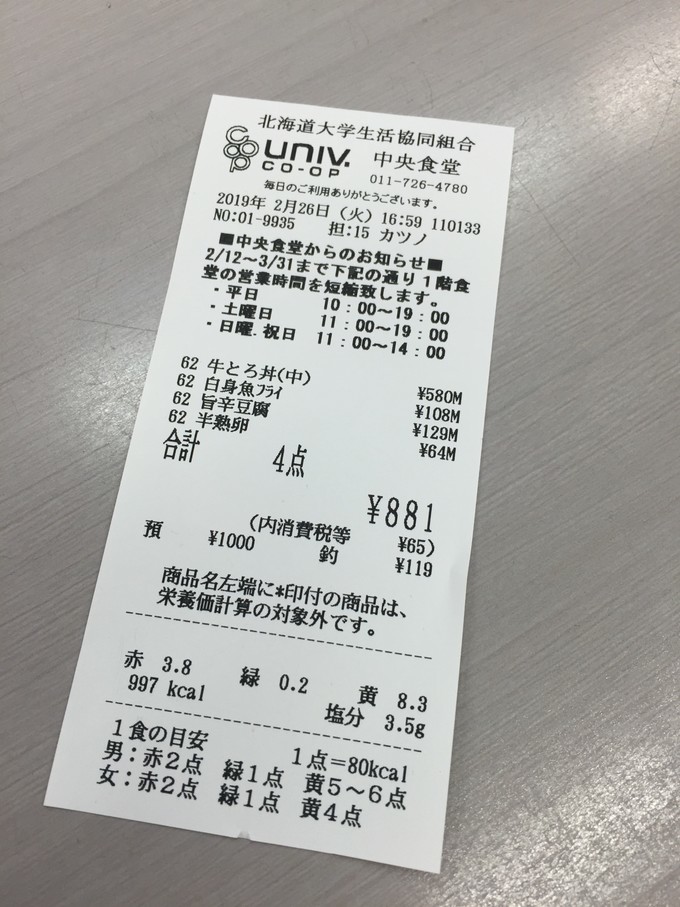 北海道大学生活協同組合
COOP univ. CO-OP 中央食堂
011-726-4780
毎日のご利用ありがとうございます。
2019年 2月26日 (火) 16:59 110133
NO:01-9935 担:15 カツノ
■中央食堂からのお知らせ■
2/12～3/31まで下記の通り1階食
堂の営業時間を短縮致します。
・平日 10：00～19：00
・土曜日 11：00～19：00
・日曜.祝日 11：00～14：00
62 牛とろ丼(中) ¥580M
62 白身魚フライ ¥108M
62 旨辛豆腐 ¥129M
62 半熟卵 ¥64M
合計 4点 ¥881
(内消費税等 ¥65)
預 ¥1000 釣 ¥119
商品名左端に*印付の商品は、
栄養価計算の対象外です。
赤 3.8 緑 0.2 黄 8.3
997 kcal 塩分 3.5g
1食の目安 1点=80kcal
男：赤2点 緑1点 黄5～6点
女：赤2点 緑1点 黄4点